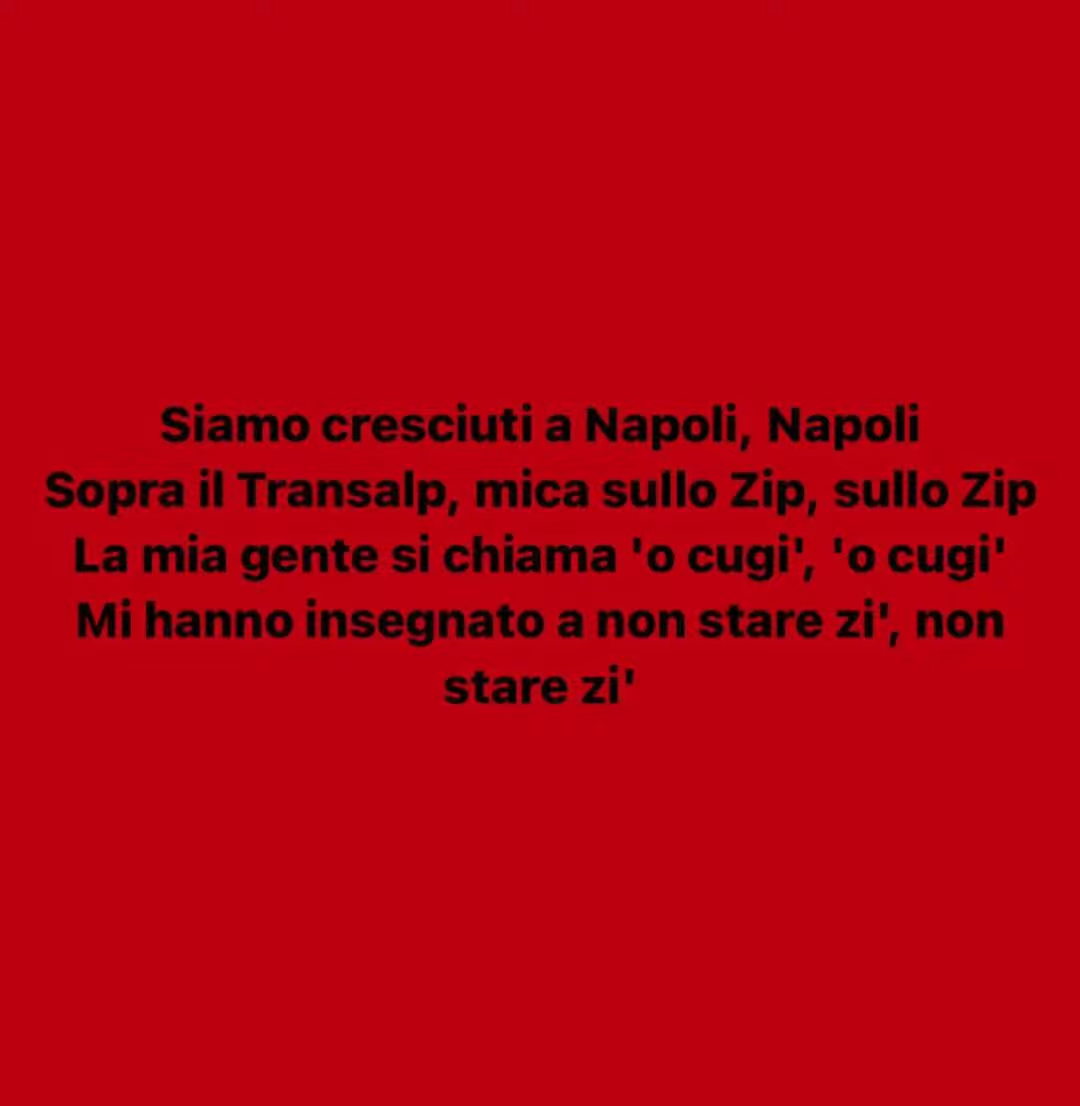 Siamo cresciuti a Napoli, Napoli
Sopra il Transalp, mica sullo Zip, sullo Zip
La mia gente si chiama 'o cugi', 'o cugi'
Mi hanno insegnato a non stare zi', non
stare zi'